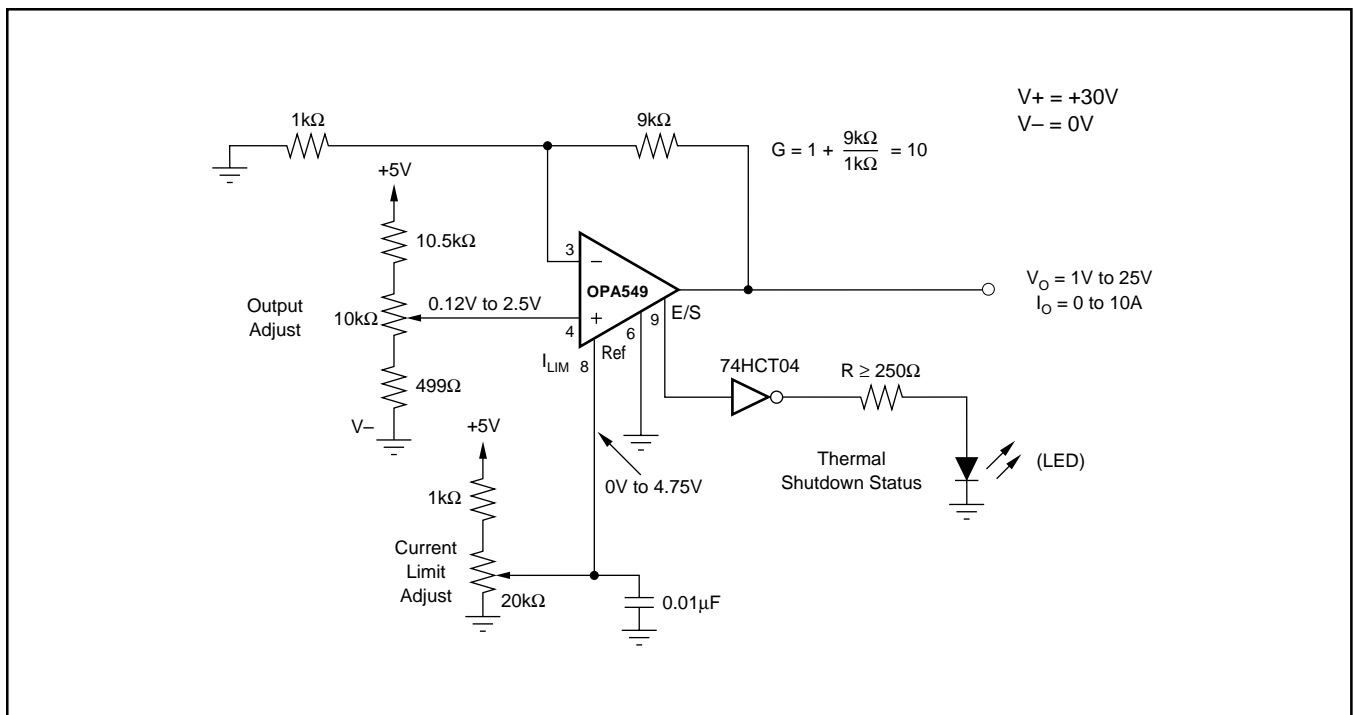 V+ = +30V
V– = 0V
1kΩ
9kΩ
G = 1 + 9kΩ/1kΩ = 10
+5V
10.5kΩ
3
–
OPA549
V_O = 1V to 25V
I_O = 0 to 10A
Output
Adjust
10kΩ
0.12V to 2.5V
4
+
9
E/S
6
I_LIM
8
Ref
74HCT04
R ≥ 250Ω
499Ω
V–
+5V
Thermal
Shutdown Status
(LED)
0V to 4.75V
1kΩ
Current
Limit
Adjust
20kΩ
0.01µF